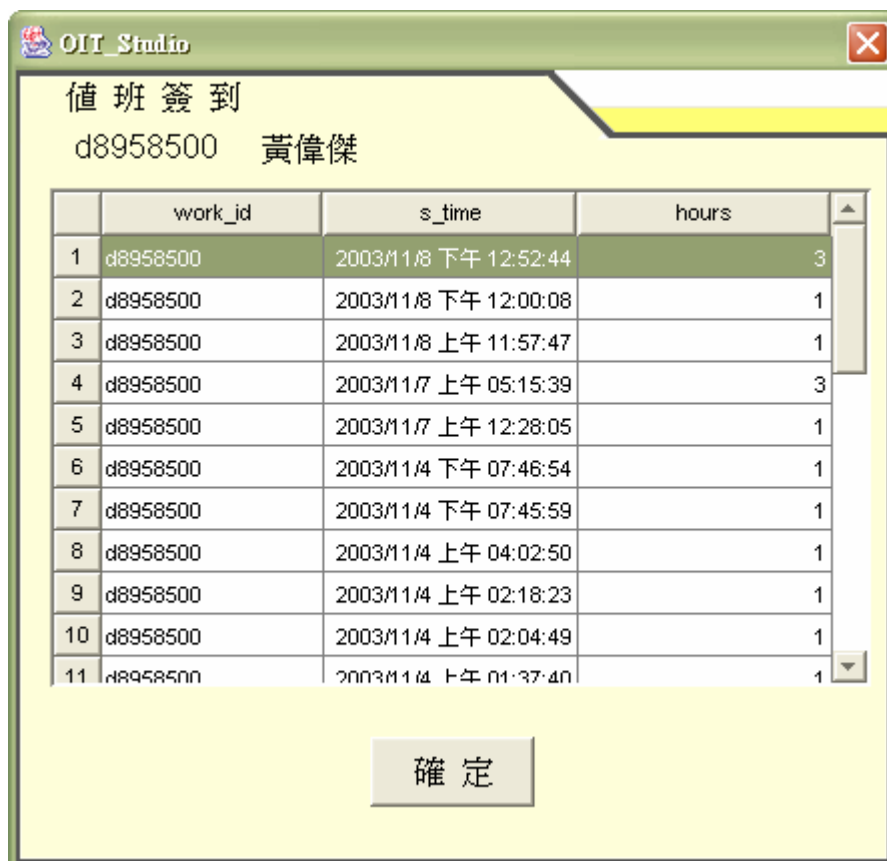 OIT_Studio
值 班 簽 到
d8958500 黃偉傑
work_id s_time hours
1 d8958500 2003/11/8 下午 12:52:44 3
2 d8958500 2003/11/8 下午 12:00:08 1
3 d8958500 2003/11/8 上午 11:57:47 1
4 d8958500 2003/11/7 上午 05:15:39 3
5 d8958500 2003/11/7 上午 12:28:05 1
6 d8958500 2003/11/4 下午 07:46:54 1
7 d8958500 2003/11/4 下午 07:45:59 1
8 d8958500 2003/11/4 上午 04:02:50 1
9 d8958500 2003/11/4 上午 02:18:23 1
10 d8958500 2003/11/4 上午 02:04:49 1
11 d8958500 2003/11/4 上午 01:37:40 1
確 定